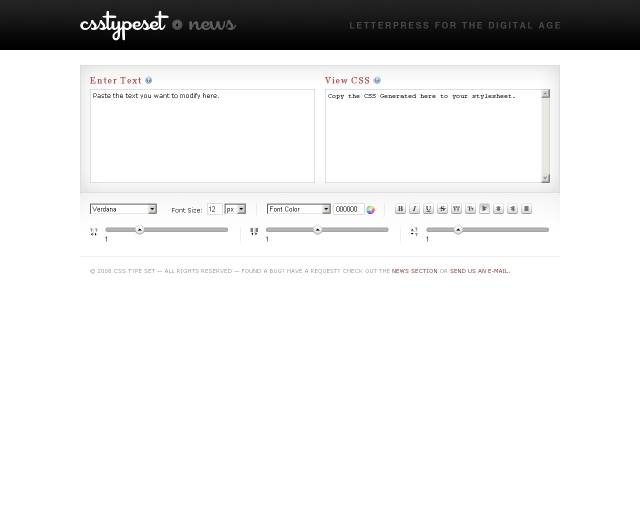 csstypeset news
LETTERPRESS FOR THE DIGITAL AGE
Enter Text
View CSS
Paste the text you want to modify here.
Copy the CSS Generated here to your stylesheet.
Verdana
Font Size: 12 px
Font Color 000000
B I U S TT Tr
1
1
1
© 2008 CSS TYPE SET — ALL RIGHTS RESERVED — FOUND A BUG? HAVE A REQUEST? CHECK OUT THE NEWS SECTION OR SEND US AN E-MAIL.